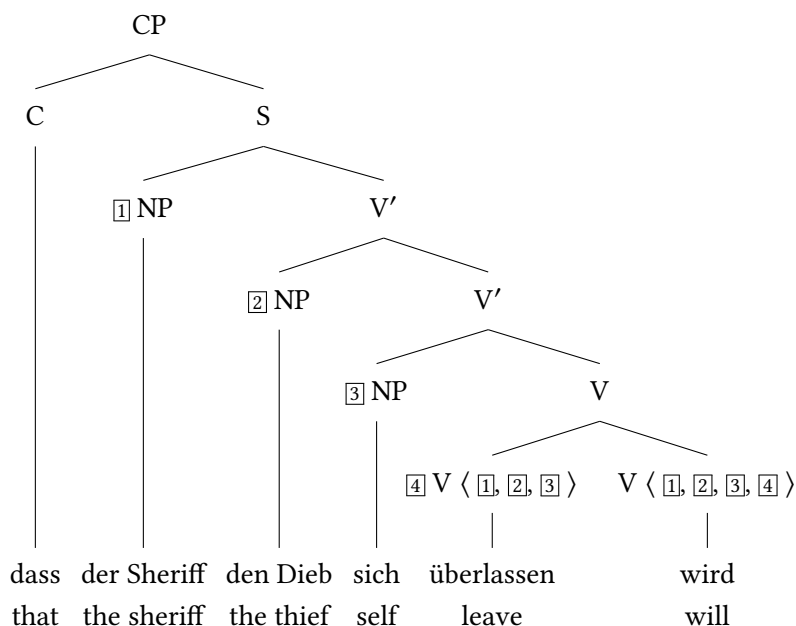 CP
C S
1 NP V′
2 NP V′
3 NP V
4 V ⟨ 1, 2, 3 ⟩ V ⟨ 1, 2, 3, 4 ⟩
dass der Sheriff den Dieb sich überlassen wird
that the sheriff the thief self leave will